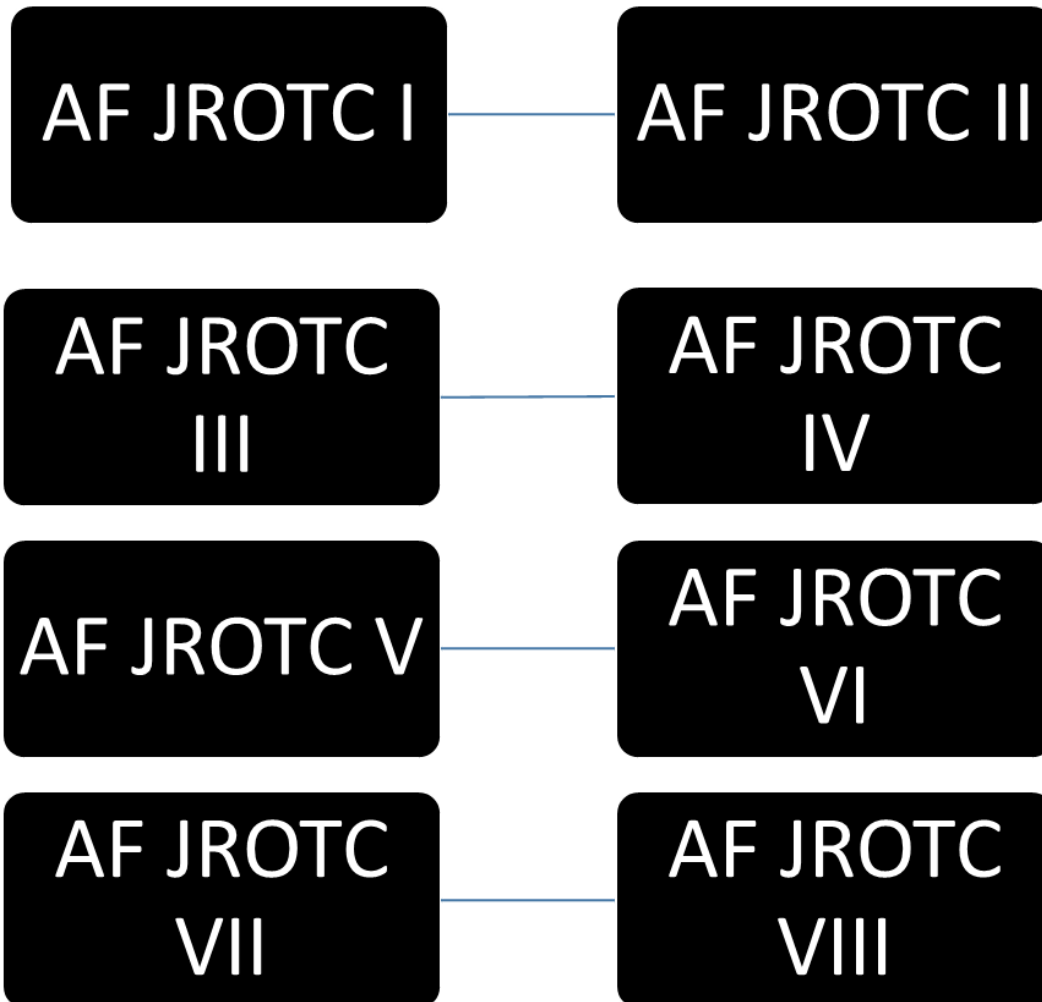 AF JROTC I
AF JROTC II
AF JROTC
III
AF JROTC
IV
AF JROTC V
AF JROTC
VI
AF JROTC
VII
AF JROTC
VIII